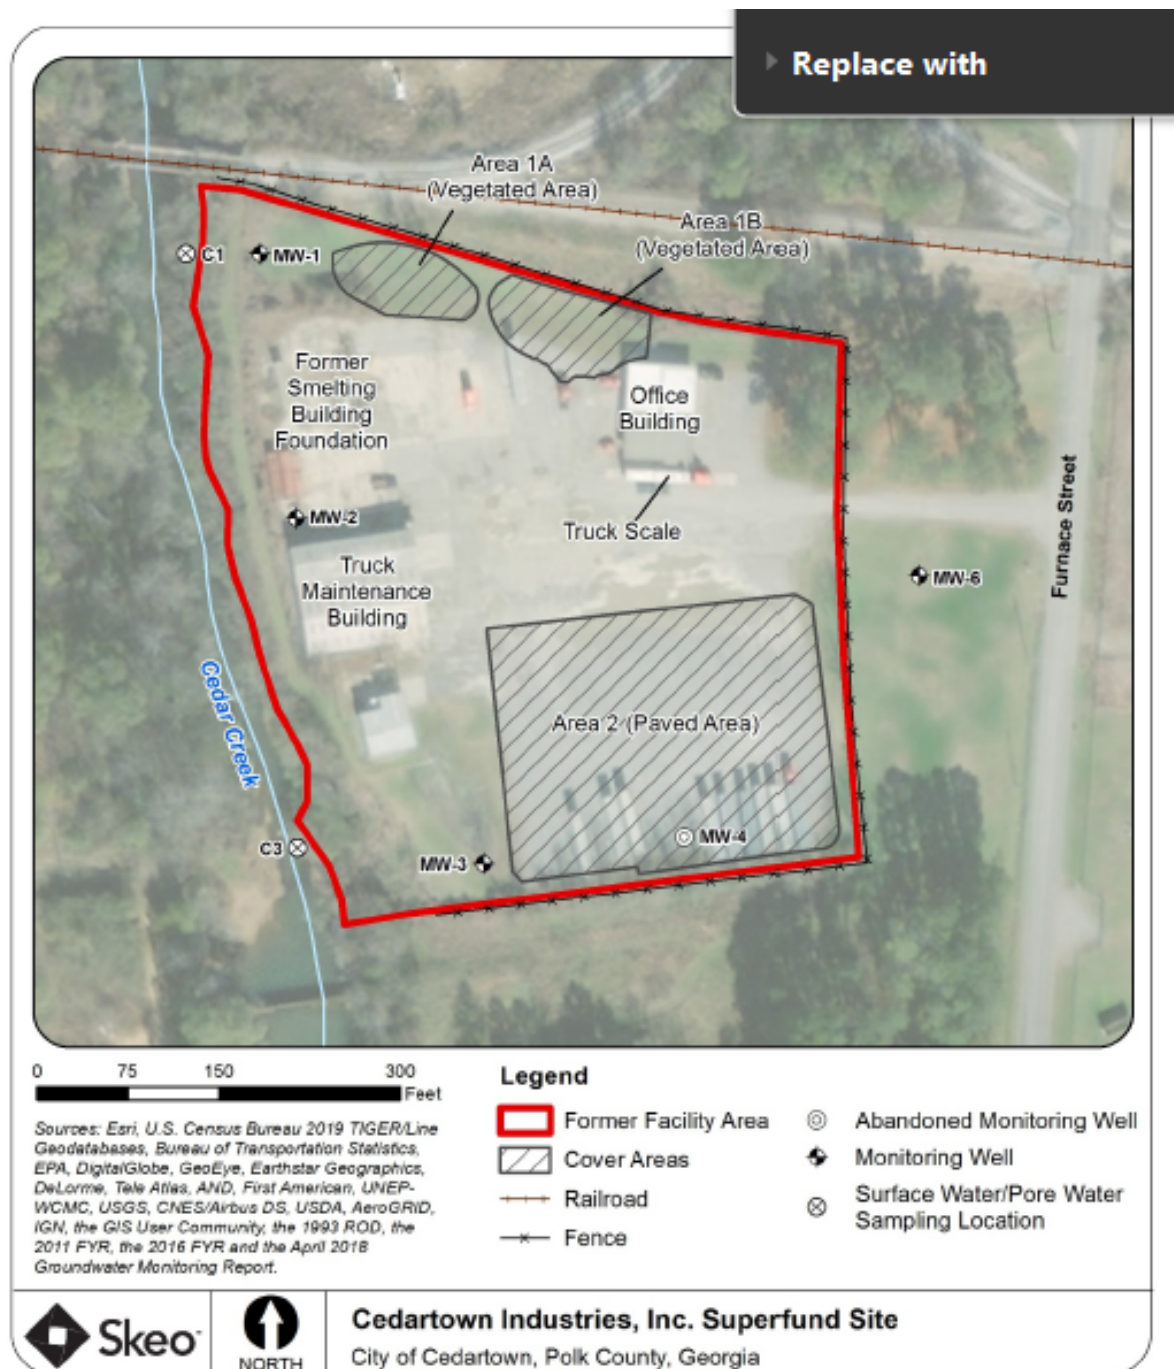 Replace with
Area 1A
(Vegetated Area)
Area 1B
(Vegetated Area)
C1
MW-1
Former
Smelting
Building
Foundation
Office
Building
MW-2
Truck Scale
Truck
Maintenance
Building
MW-6
Furnace Street
Cedar Creek
Area 2 (Paved Area)
MW-4
C3
MW-3
0 75 150 300
Feet
Sources: Esri, U.S. Census Bureau 2019 TIGER/Line
Geodatabases, Bureau of Transportation Statistics,
EPA, DigitalGlobe, GeoEye, Earthstar Geographics,
DeLorme, Tele Atlas, AND, First American, UNEP-
WCMC, USGS, CNES/Airbus DS, USDA, AeroGRID,
IGN, the GIS User Community, the 1993 ROD, the
2011 FYR, the 2016 FYR and the April 2018
Groundwater Monitoring Report.
Legend
Former Facility Area
Cover Areas
Railroad
Fence
Abandoned Monitoring Well
Monitoring Well
Surface Water/Pore Water
Sampling Location
Skeo
NORTH
Cedartown Industries, Inc. Superfund Site
City of Cedartown, Polk County, Georgia